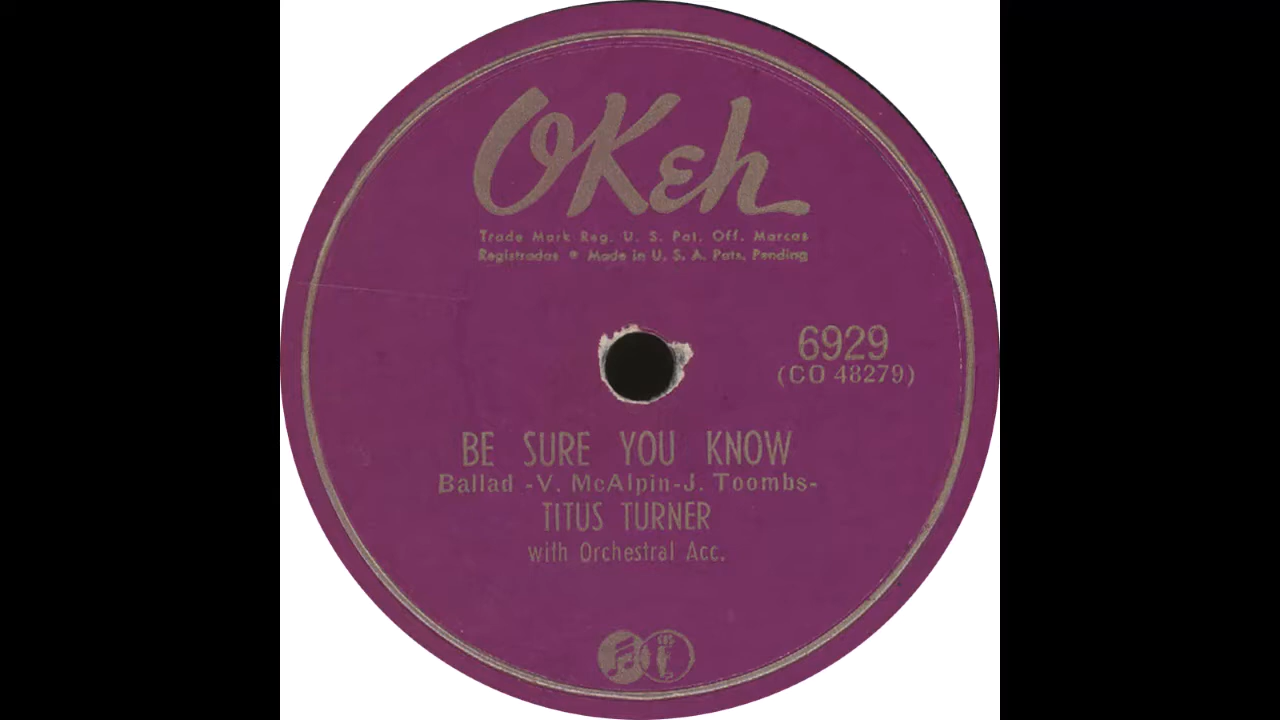 OKeh
Trade Mark Reg. U. S. Pat. Off. Marcas
Registradas • Made in U. S. A. Pats. Pending
6929
(CO 48279)
BE SURE YOU KNOW
Ballad -V. McAlpin-J. Toombs-
TITUS TURNER
with Orchestral Acc.